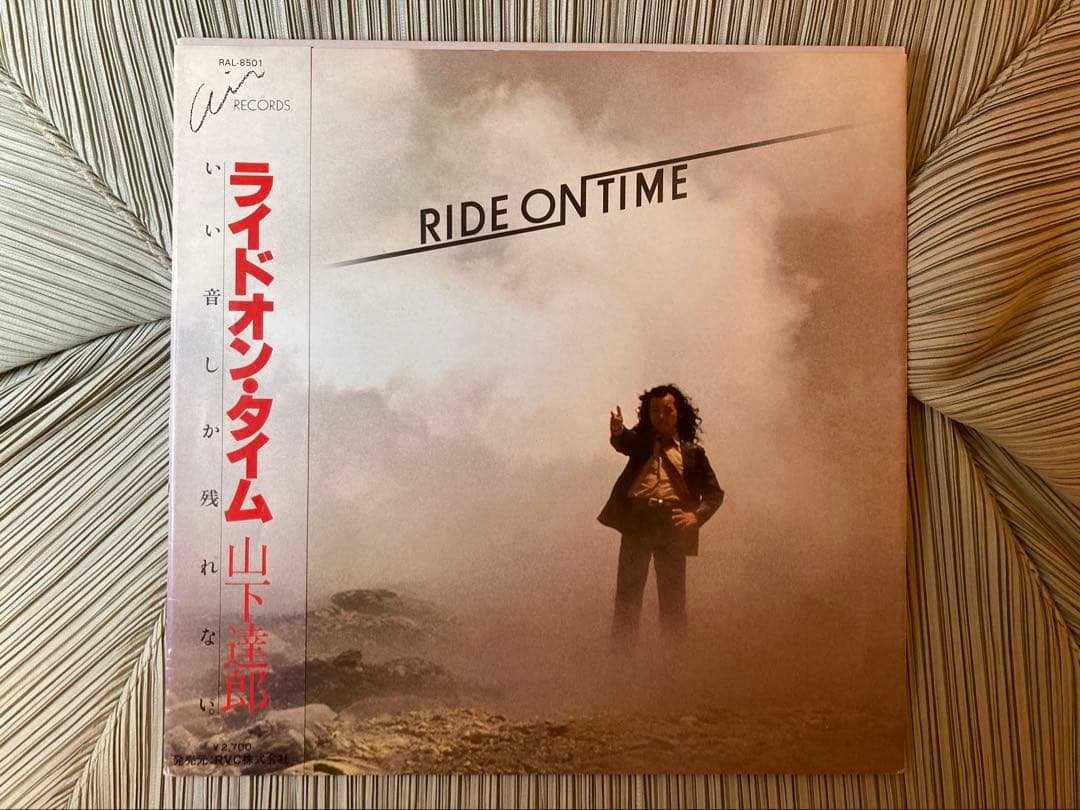 RAL-8501
Air
RECORDS
ライド・オン・タイム
山下達郎
いい音しか残れない。
¥2,700
発売元 RVC株式会社
RIDE ON TIME